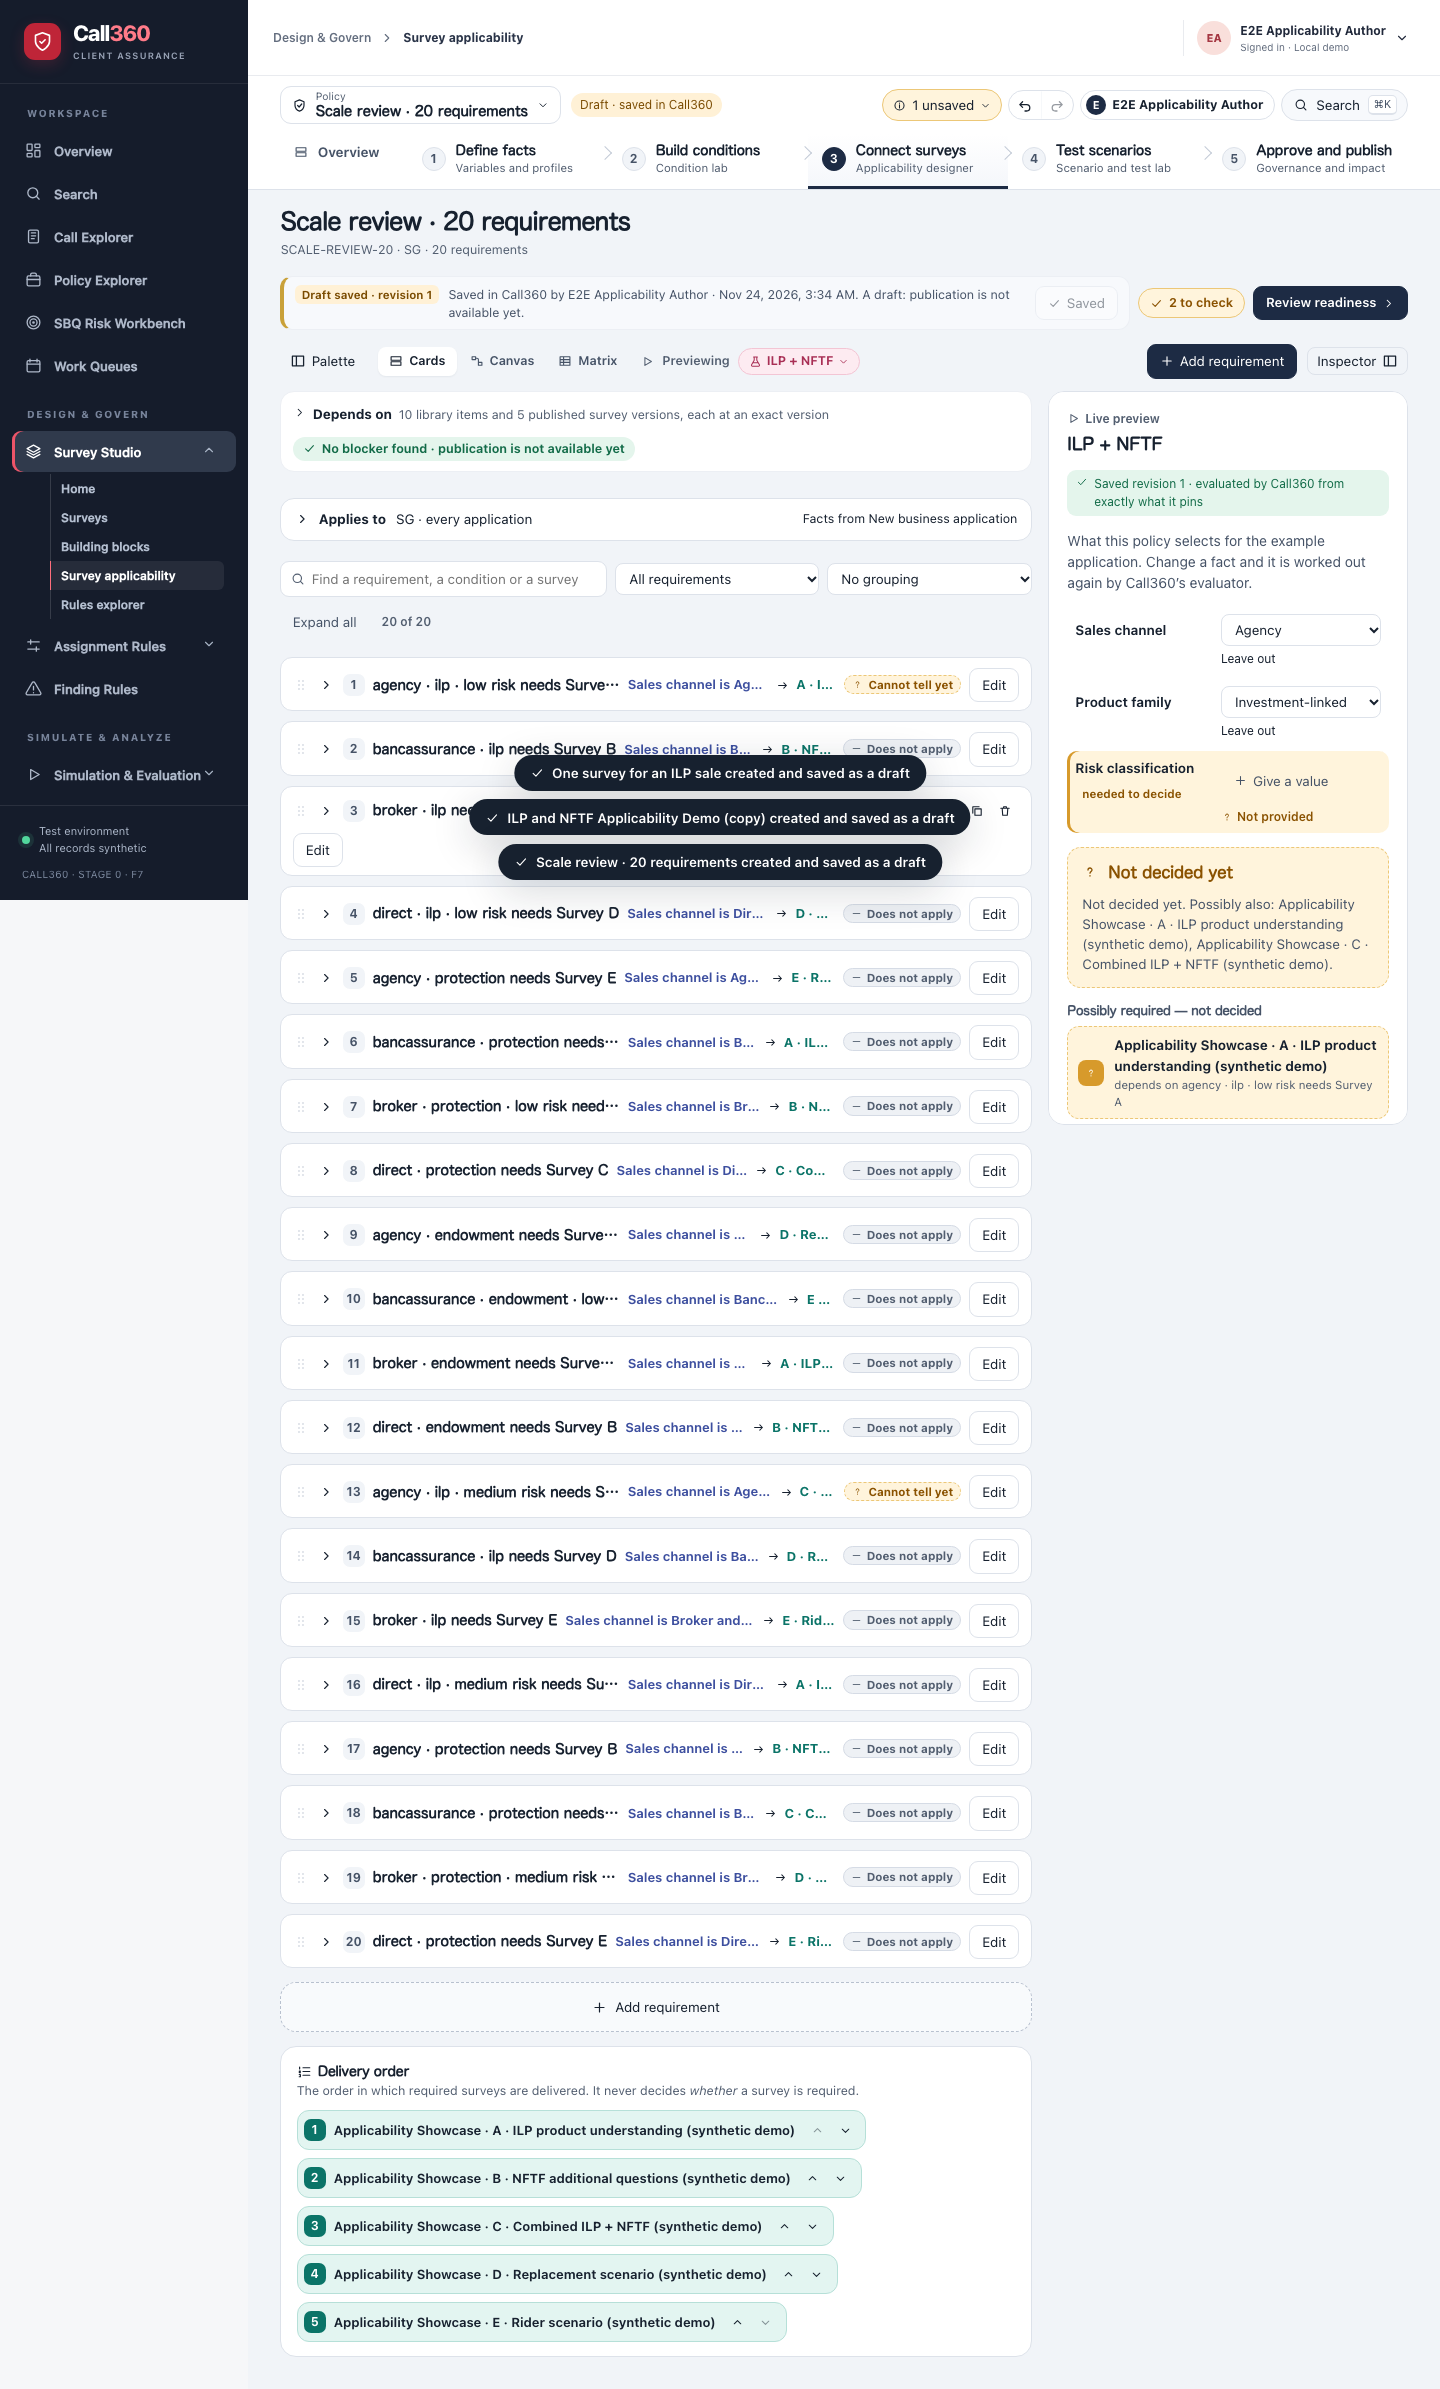 Call360
CLIENT ASSURANCE
WORKSPACE
Overview
Search
Call Explorer
Policy Explorer
SBQ Risk Workbench
Work Queues
DESIGN & GOVERN
Survey Studio
Home
Surveys
Building blocks
Survey applicability
Rules explorer
Assignment Rules
Finding Rules
SIMULATE & ANALYZE
Simulation & Evaluation
Test environment
All records synthetic
CALL360 · STAGE 0 · F7
Design & Govern > Survey applicability
EA
E2E Applicability Author
Signed in · Local demo
Policy
Scale review · 20 requirements
Draft · saved in Call360
1 unsaved
E E2E Applicability Author
Search ⌘K
Overview
1 Define facts
Variables and profiles
2 Build conditions
Condition lab
3 Connect surveys
Applicability designer
4 Test scenarios
Scenario and test lab
5 Approve and publish
Governance and impact
Scale review · 20 requirements
SCALE-REVIEW-20 · SG · 20 requirements
Draft saved · revision 1
Saved in Call360 by E2E Applicability Author · Nov 24, 2026, 3:34 AM. A draft: publication is not
available yet.
Saved
2 to check
Review readiness
Palette
Cards
Canvas
Matrix
Previewing
ILP + NFTF
Add requirement
Inspector
Depends on 10 library items and 5 published survey versions, each at an exact version
No blocker found · publication is not available yet
Applies to SG · every application
Facts from New business application
Find a requirement, a condition or a survey
All requirements
No grouping
Expand all
20 of 20
1 agency · ilp · low risk needs Surve··· Sales channel is Ag... → A · I... ? Cannot tell yet Edit
2 bancassurance · ilp needs Survey B Sales channel is B... → B · NF... — Does not apply Edit
One survey for an ILP sale created and saved as a draft
3 broker · ilp nee
ILP and NFTF Applicability Demo (copy) created and saved as a draft
Edit
Scale review · 20 requirements created and saved as a draft
4 direct · ilp · low risk needs Survey D Sales channel is Dir... → D · ... — Does not apply Edit
5 agency · protection needs Survey E Sales channel is Ag... → E · R... — Does not apply Edit
6 bancassurance · protection needs··· Sales channel is B... → A · IL... — Does not apply Edit
7 broker · protection · low risk need··· Sales channel is Br... → B · N... — Does not apply Edit
8 direct · protection needs Survey C Sales channel is Di... → C · Co... — Does not apply Edit
9 agency · endowment needs Surve··· Sales channel is ... → D · Re... — Does not apply Edit
10 bancassurance · endowment · low··· Sales channel is Banc... → E ... — Does not apply Edit
11 broker · endowment needs Surve··· Sales channel is ... → A · ILP... — Does not apply Edit
12 direct · endowment needs Survey B Sales channel is ... → B · NFT... — Does not apply Edit
13 agency · ilp · medium risk needs S··· Sales channel is Age... → C · ... ? Cannot tell yet Edit
14 bancassurance · ilp needs Survey D Sales channel is Ba... → D · R... — Does not apply Edit
15 broker · ilp needs Survey E Sales channel is Broker and... → E · Rid... — Does not apply Edit
16 direct · ilp · medium risk needs Su··· Sales channel is Dir... → A · I... — Does not apply Edit
17 agency · protection needs Survey B Sales channel is ... → B · NFT... — Does not apply Edit
18 bancassurance · protection needs··· Sales channel is B... → C · C... — Does not apply Edit
19 broker · protection · medium risk ··· Sales channel is Br... → D · ... — Does not apply Edit
20 direct · protection needs Survey E Sales channel is Dire... → E · Ri... — Does not apply Edit
Add requirement
Delivery order
The order in which required surveys are delivered. It never decides whether a survey is required.
1 Applicability Showcase · A · ILP product understanding (synthetic demo)
2 Applicability Showcase · B · NFTF additional questions (synthetic demo)
3 Applicability Showcase · C · Combined ILP + NFTF (synthetic demo)
4 Applicability Showcase · D · Replacement scenario (synthetic demo)
5 Applicability Showcase · E · Rider scenario (synthetic demo)
Live preview
ILP + NFTF
Saved revision 1 · evaluated by Call360 from
exactly what it pins
What this policy selects for the example
application. Change a fact and it is worked out
again by Call360's evaluator.
Sales channel
Agency
Leave out
Product family
Investment-linked
Leave out
Risk classification
needed to decide
Give a value
? Not provided
? Not decided yet
Not decided yet. Possibly also: Applicability
Showcase · A · ILP product understanding
(synthetic demo), Applicability Showcase · C ·
Combined ILP + NFTF (synthetic demo).
Possibly required — not decided
? Applicability Showcase · A · ILP product
understanding (synthetic demo)
depends on agency · ilp · low risk needs Survey
A